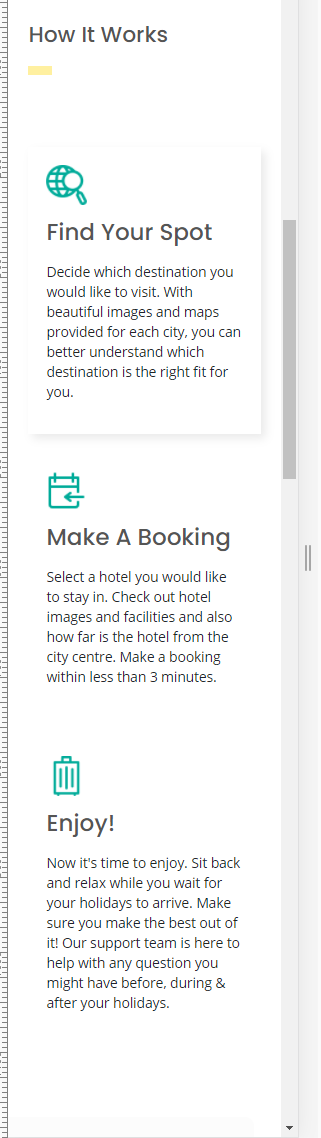 How It Works
Find Your Spot
Decide which destination you
would like to visit. With
beautiful images and maps
provided for each city, you can
better understand which
destination is the right fit for
you.
Make A Booking
Select a hotel you would like
to stay in. Check out hotel
images and facilities and also
how far is the hotel from the
city centre. Make a booking
within less than 3 minutes.
Enjoy!
Now it's time to enjoy. Sit back
and relax while you wait for
your holidays to arrive. Make
sure you make the best out of
it! Our support team is here to
help with any question you
might have before, during &
after your holidays.